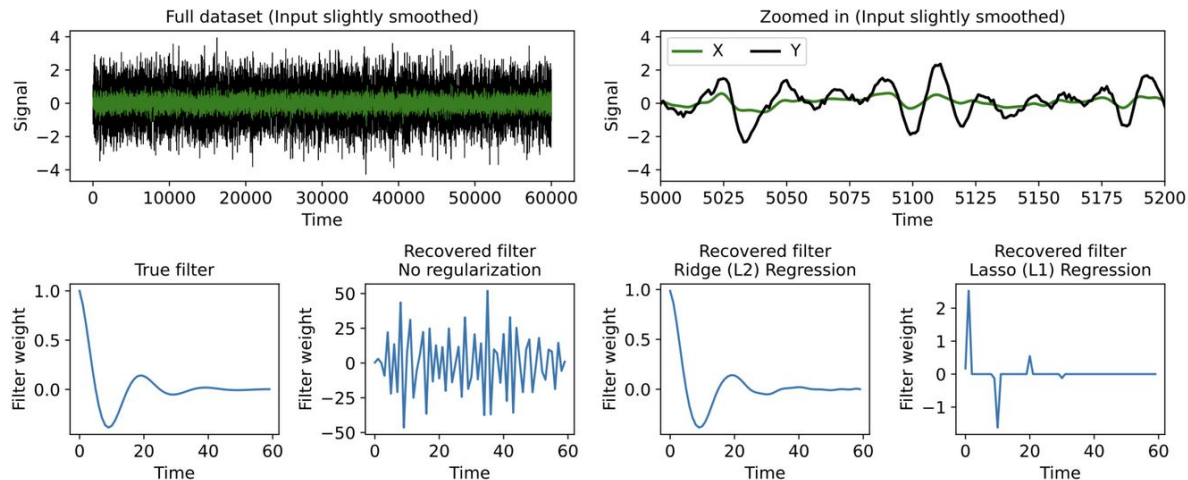 Full dataset (Input slightly smoothed)
4
2
0
−2
−4
Signal
0 10000 20000 30000 40000 50000 60000
Time
Zoomed in (Input slightly smoothed)
X Y
4
2
0
−2
−4
Signal
5000 5025 5050 5075 5100 5125 5150 5175 5200
Time
True filter
1.0
0.5
0.0
Filter weight
0 20 40 60
Time
Recovered filter
No regularization
50
25
0
−25
−50
Filter weight
0 20 40 60
Time
Recovered filter
Ridge (L2) Regression
1.0
0.5
0.0
Filter weight
0 20 40 60
Time
Recovered filter
Lasso (L1) Regression
2
1
0
−1
Filter weight
0 20 40 60
Time